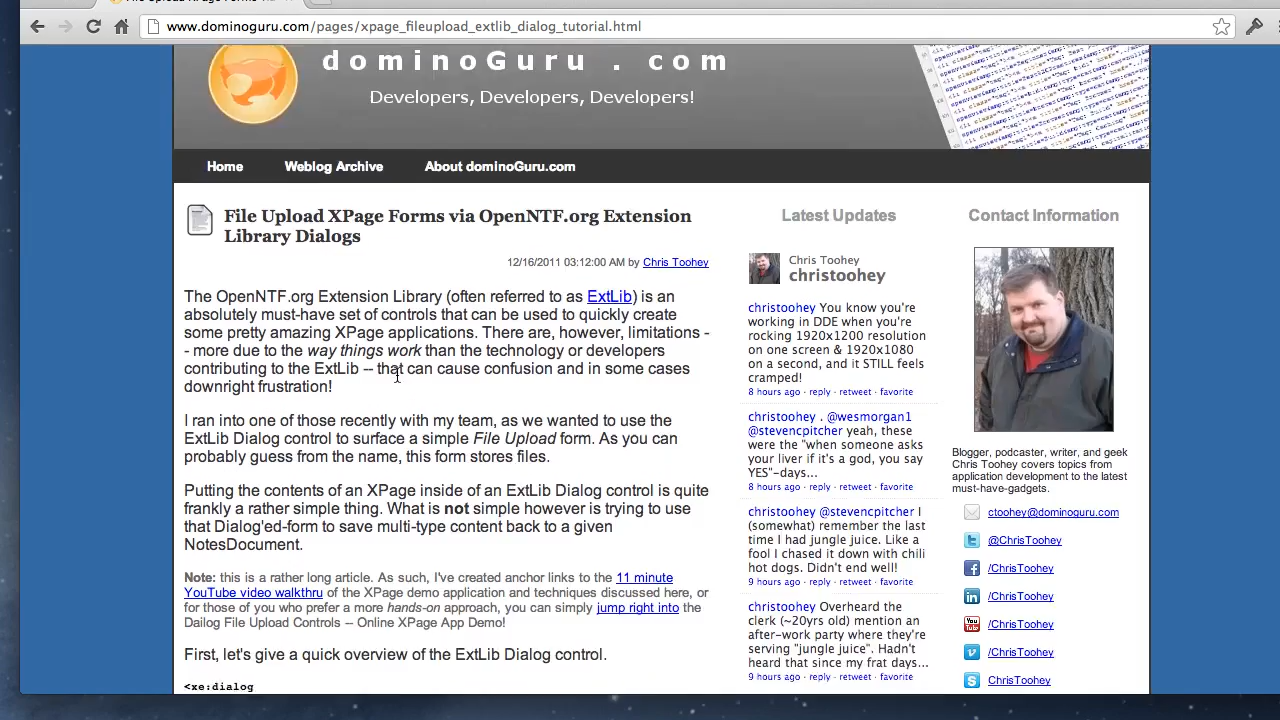 www.dominoguru.com/pages/xpage_fileupload_extlib_dialog_tutorial.html
dominoGuru.com
Developers, Developers, Developers!
Home
Weblog Archive
About dominoGuru.com
File Upload XPage Forms via OpenNTF.org Extension
Library Dialogs
12/16/2011 03:12:00 AM by Chris Toohey
The OpenNTF.org Extension Library (often referred to as ExtLib) is an
absolutely must-have set of controls that can be used to quickly create
some pretty amazing XPage applications. There are, however, limitations -
- more due to the way things work than the technology or developers
contributing to the ExtLib -- that can cause confusion and in some cases
downright frustration!
I ran into one of those recently with my team, as we wanted to use the
ExtLib Dialog control to surface a simple File Upload form. As you can
probably guess from the name, this form stores files.
Putting the contents of an XPage inside of an ExtLib Dialog control is quite
frankly a rather simple thing. What is not simple however is trying to use
that Dialog'ed-form to save multi-type content back to a given
NotesDocument.
Note: this is a rather long article. As such, I've created anchor links to the 11 minute
YouTube video walkthru of the XPage demo application and techniques discussed here, or
for those of you who prefer a more hands-on approach, you can simply jump right into the
Dailog File Upload Controls -- Online XPage App Demo!
First, let's give a quick overview of the ExtLib Dialog control.
<xe:dialog
Latest Updates
Chris Toohey
christoohey
christoohey You know you're
working in DDE when you're
rocking 1920x1200 resolution
on one screen & 1920x1080
on a second, and it STILL feels
cramped!
8 hours ago · reply · retweet · favorite
christoohey . @wesmorgan1
@stevencpitcher yeah, these
were the "when someone asks
your liver if it's a god, you say
YES"-days...
8 hours ago · reply · retweet · favorite
christoohey @stevencpitcher I
(somewhat) remember the last
time I had jungle juice. Like a
fool I chased it down with chili
hot dogs. Didn't end well!
9 hours ago · reply · retweet · favorite
christoohey Overheard the
clerk (~20yrs old) mention an
after-work party where they're
serving "jungle juice". Hadn't
heard that since my frat days...
9 hours ago · reply · retweet · favorite
Contact Information
Blogger, podcaster, writer, and geek
Chris Toohey covers topics from
application development to the latest
must-have-gadgets.
ctoohey@dominoguru.com
@ChrisToohey
/ChrisToohey
/ChrisToohey
/ChrisToohey
/ChrisToohey
ChrisToohey